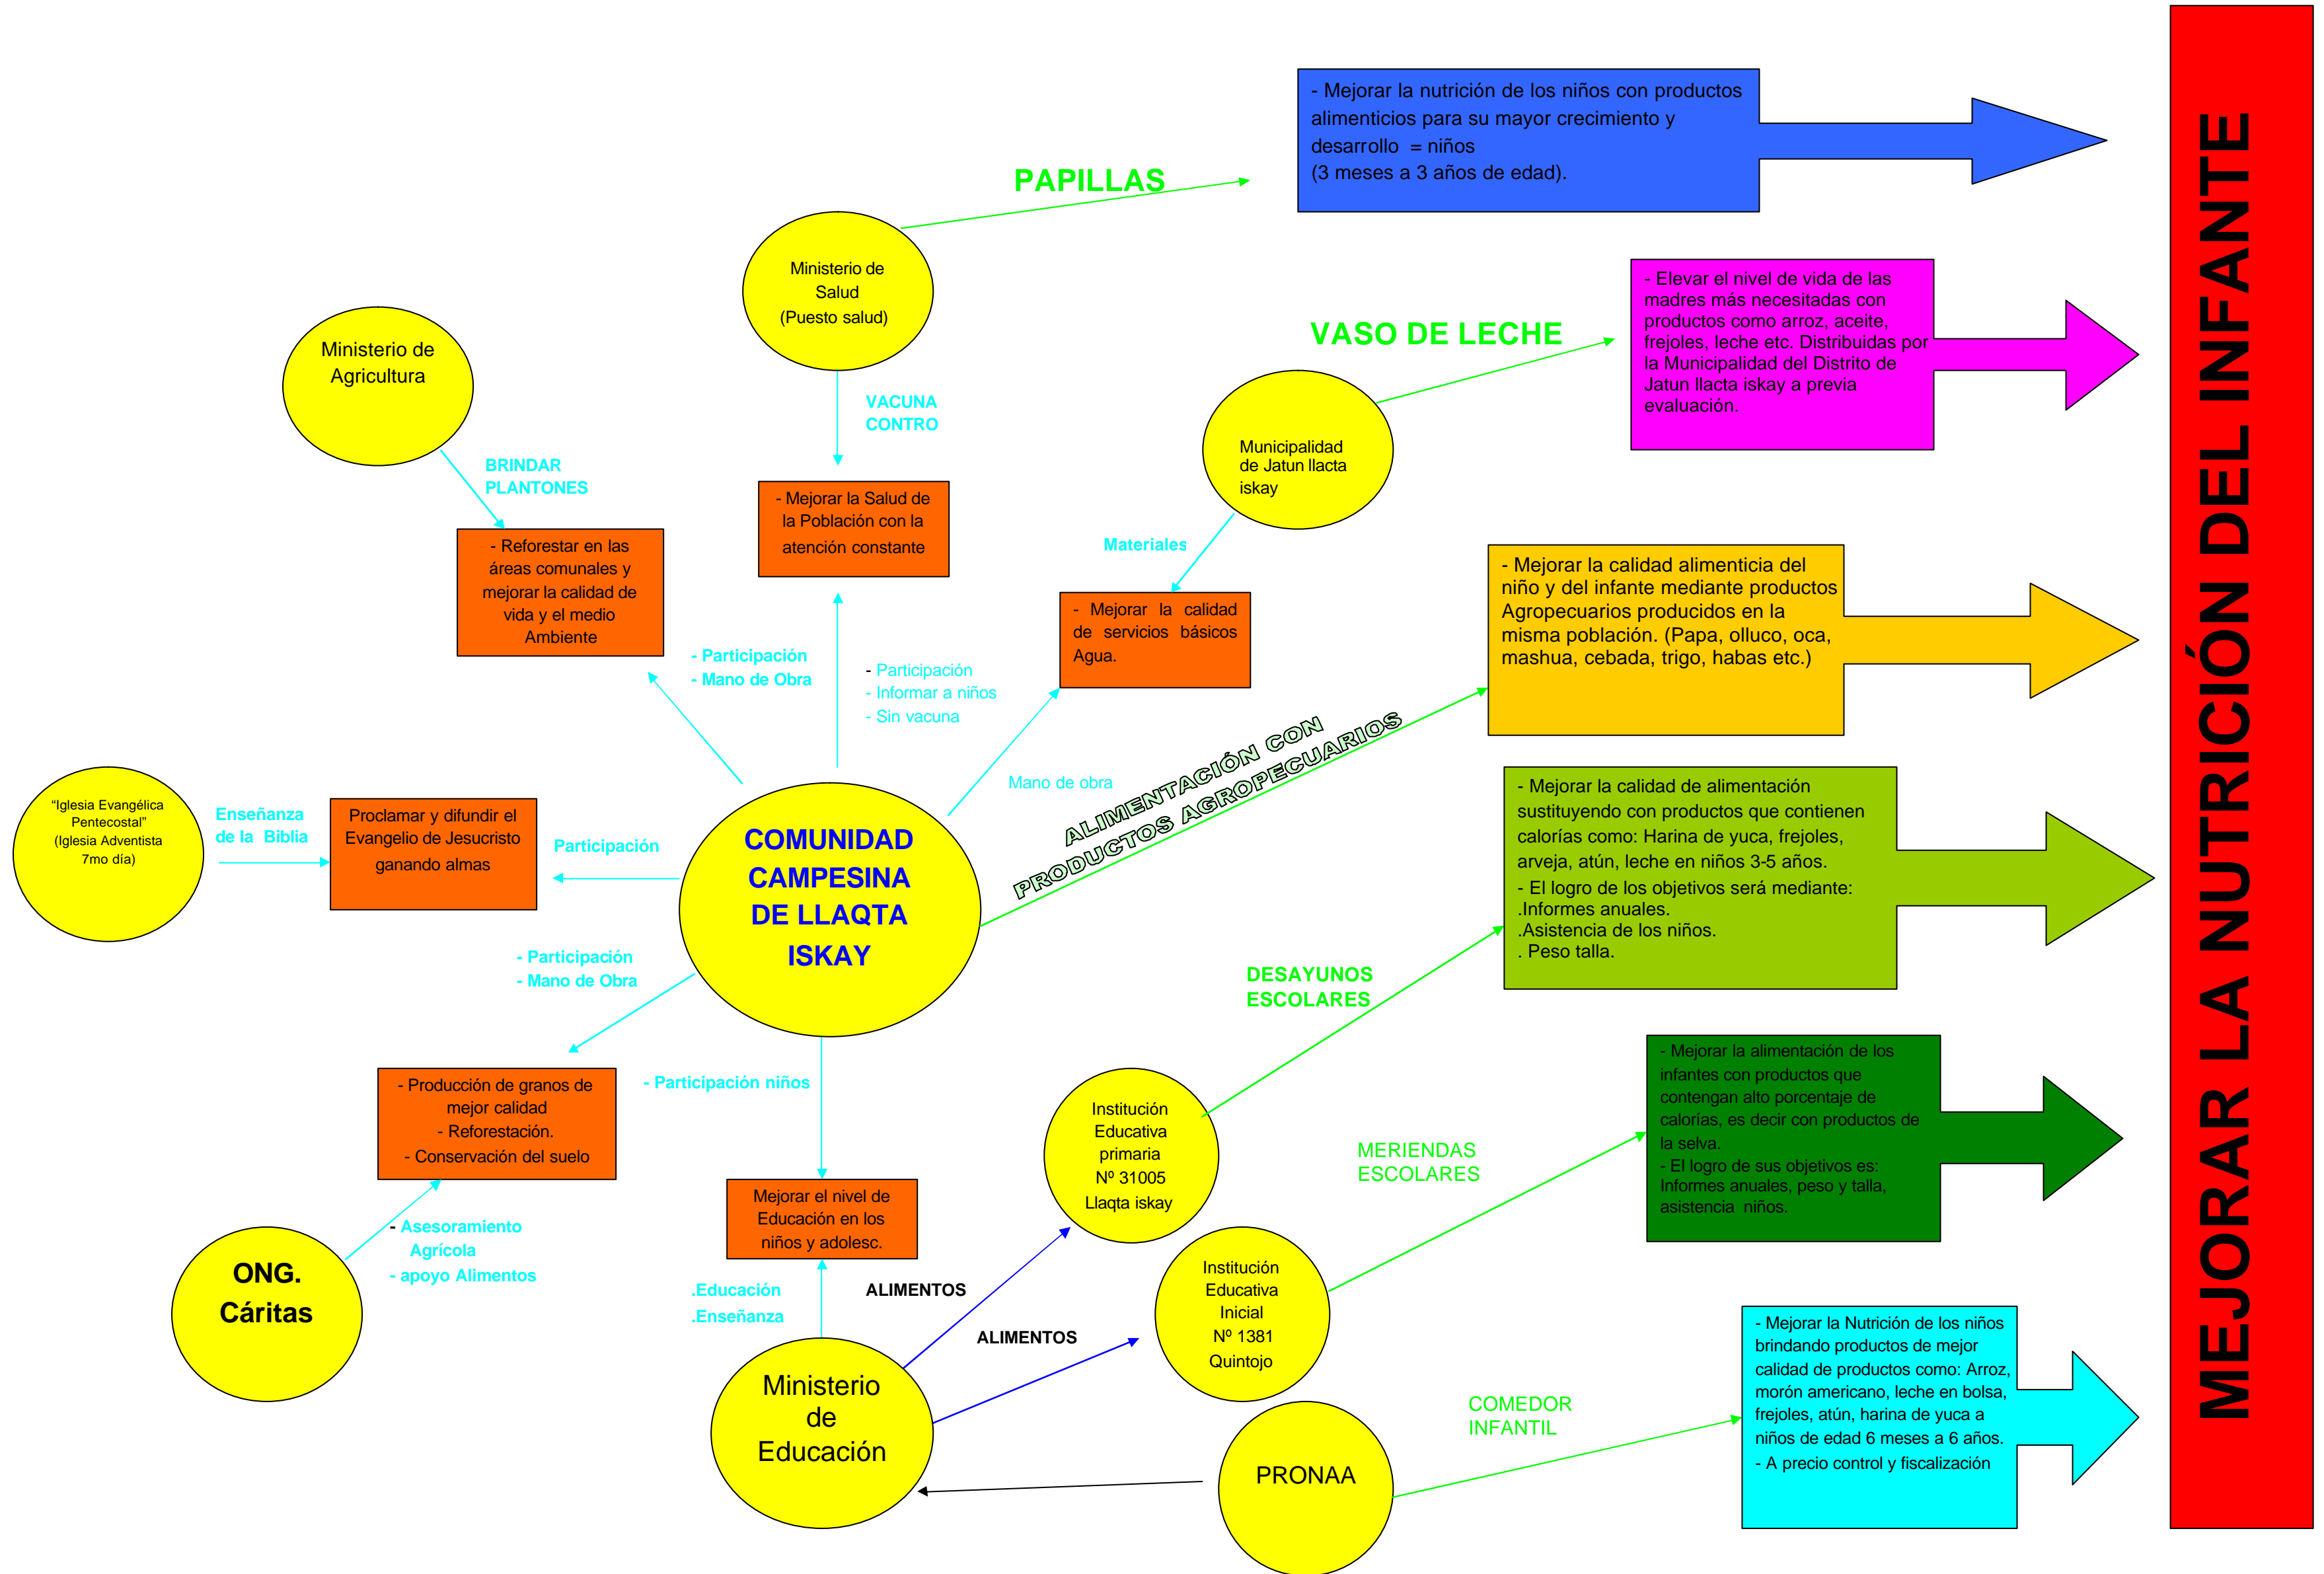 - Mejorar la nutrición de los niños con productos
alimenticios para su mayor crecimiento y
desarrollo = niños
(3 meses a 3 años de edad).
PAPILLAS
Ministerio de
Salud
(Puesto salud)
- Elevar el nivel de vida de las
madres más necesitadas con
productos como arroz, aceite,
frejoles, leche etc. Distribuidas por
la Municipalidad del Distrito de
Jatun llacta iskay a previa
evaluación.
VASO DE LECHE
Ministerio de
Agricultura
VACUNA
CONTRO
Municipalidad
de Jatun llacta
iskay
BRINDAR
PLANTONES
- Mejorar la Salud de
la Población con la
atención constante
- Reforestar en las
áreas comunales y
mejorar la calidad de
vida y el medio
Ambiente
Materiales
- Mejorar la calidad
de servicios básicos
Agua.
- Mejorar la calidad alimenticia del
niño y del infante mediante productos
Agropecuarios producidos en la
misma población. (Papa, olluco, oca,
mashua, cebada, trigo, habas etc.)
- Participación
- Mano de Obra
- Participación
- Informar a niños
- Sin vacuna
Mano de obra
ALIMENTACIÓN CON
PRODUCTOS AGROPECUARIOS
"Iglesia Evangélica
Pentecostal"
(Iglesia Adventista
7mo día)
Enseñanza
de la Biblia
Proclamar y difundir el
Evangelio de Jesucristo
ganando almas
Participación
COMUNIDAD
CAMPESINA
DE LLAQTA
ISKAY
- Mejorar la calidad de alimentación
sustituyendo con productos que contienen
calorías como: Harina de yuca, frejoles,
arveja, atún, leche en niños 3-5 años.
- El logro de los objetivos será mediante:
.Informes anuales.
.Asistencia de los niños.
. Peso talla.
- Participación
- Mano de Obra
DESAYUNOS
ESCOLARES
- Producción de granos de
mejor calidad
- Reforestación.
- Conservación del suelo
- Participación niños
Institución
Educativa
primaria
Nº 31005
Llaqta iskay
- Mejorar la alimentación de los
infantes con productos que
contengan alto porcentaje de
calorías, es decir con productos de
la selva.
- El logro de sus objetivos es:
Informes anuales, peso y talla,
asistencia niños.
MERIENDAS
ESCOLARES
Mejorar el nivel de
Educación en los
niños y adolesc.
- Asesoramiento
Agrícola
- apoyo Alimentos
ONG.
Cáritas
.Educación
.Enseñanza
ALIMENTOS
ALIMENTOS
Institución
Educativa
Inicial
Nº 1381
Quintojo
- Mejorar la Nutrición de los niños
brindando productos de mejor
calidad de productos como: Arroz,
morón americano, leche en bolsa,
frejoles, atún, harina de yuca a
niños de edad 6 meses a 6 años.
- A precio control y fiscalización
Ministerio
de
Educación
COMEDOR
INFANTIL
PRONAA
MEJORAR LA NUTRICIÓN DEL INFANTE